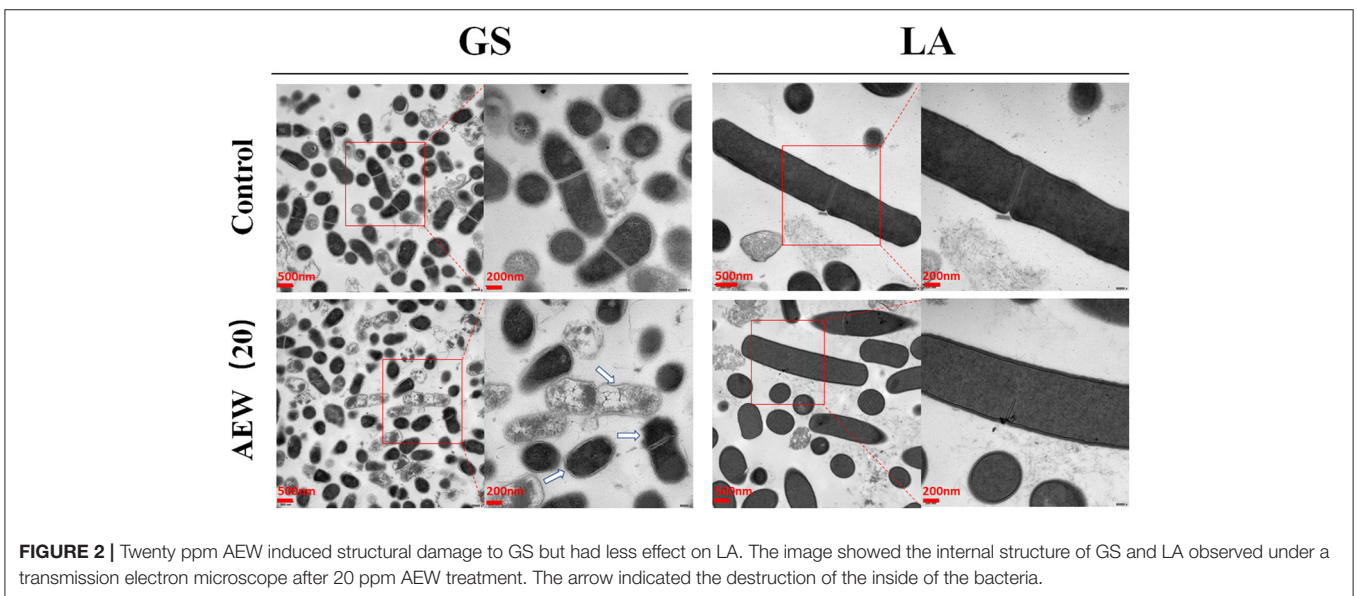 GS
LA
Control
500nm
200nm
500nm
200nm
AEW (20)
500nm
200nm
500nm
200nm
FIGURE 2 | Twenty ppm AEW induced structural damage to GS but had less effect on LA. The image showed the internal structure of GS and LA observed under a
transmission electron microscope after 20 ppm AEW treatment. The arrow indicated the destruction of the inside of the bacteria.